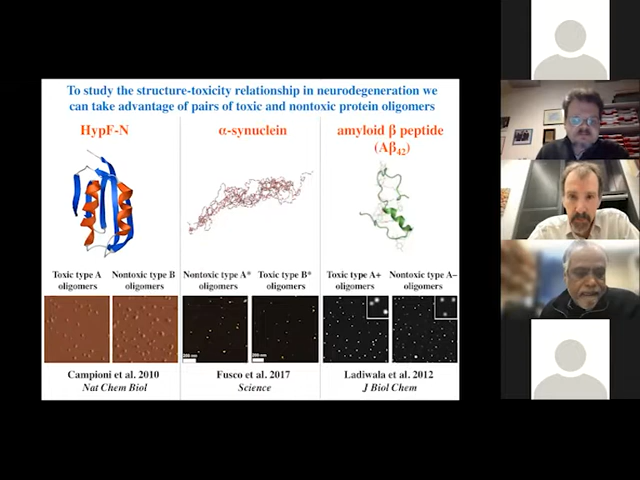 To study the structure-toxicity relationship in neurodegeneration we
can take advantage of pairs of toxic and nontoxic protein oligomers
HypF-N
α-synuclein
amyloid β peptide
(Aβ42)
Toxic type A
oligomers
Nontoxic type B
oligomers
Nontoxic type A*
oligomers
Toxic type B*
oligomers
Toxic type A+
oligomers
Nontoxic type A–
oligomers
Campioni et al. 2010
Nat Chem Biol
Fusco et al. 2017
Science
Ladiwala et al. 2012
J Biol Chem